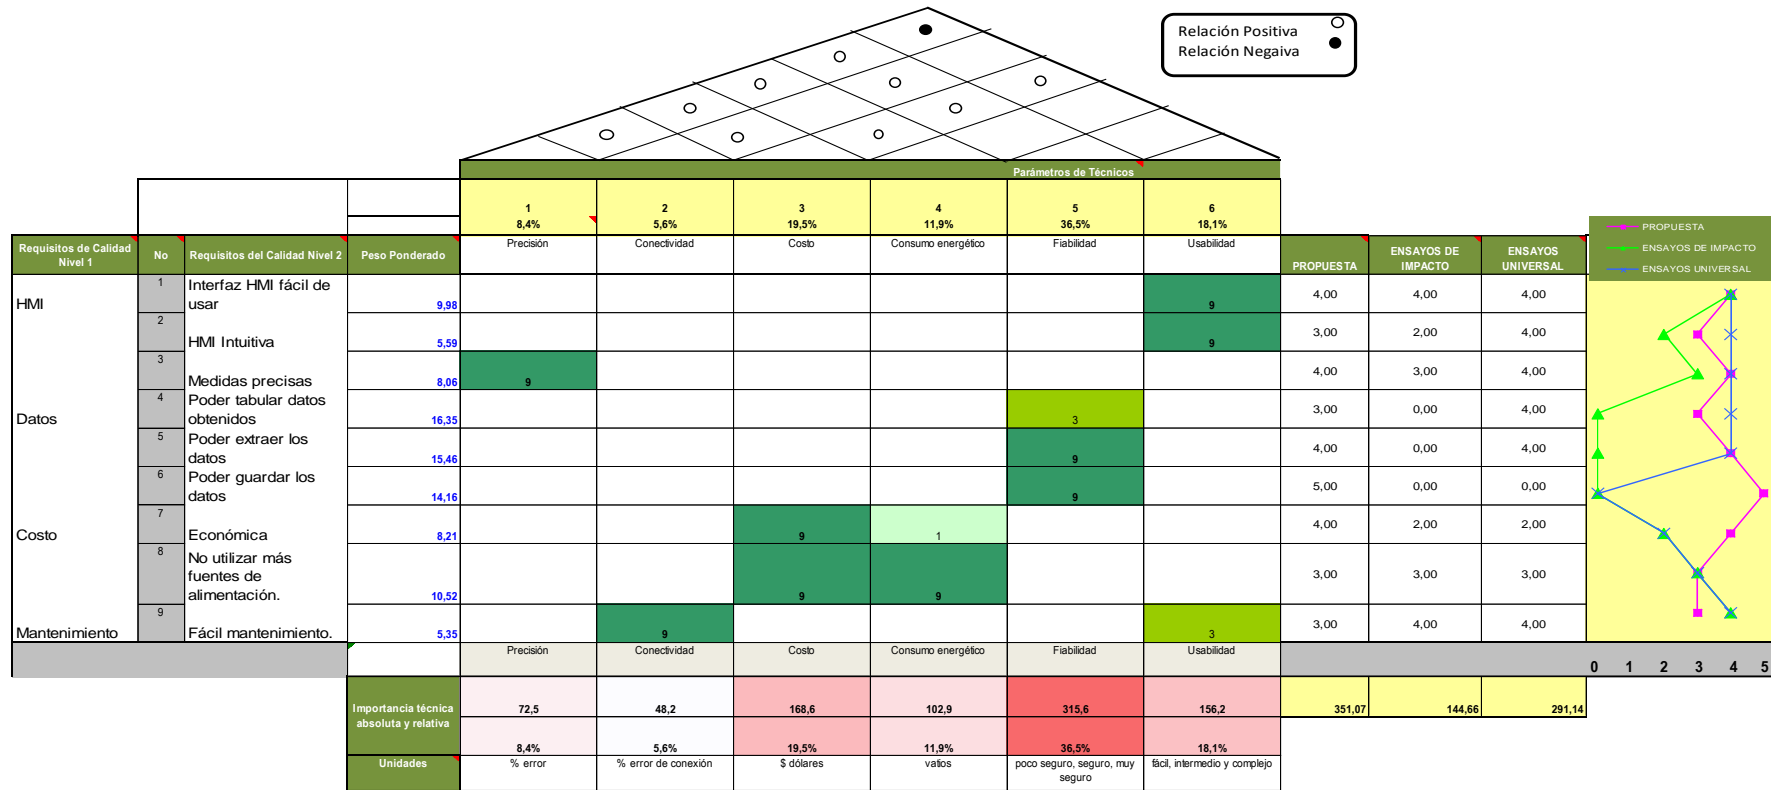 Relación Positiva
Relación Negaiva
Parámetros de Técnicos
1 2 3 4 5 6
8,4% 5,6% 19,5% 11,9% 36,5% 18,1%
Requisitos de Calidad Nivel 1 No Requisitos del Calidad Nivel 2 Peso Ponderado Precisión Conectividad Costo Consumo energético Fiabilidad Usabilidad PROPUESTA ENSAYOS DE IMPACTO ENSAYOS UNIVERSAL
PROPUESTA
ENSAYOS DE IMPACTO
ENSAYOS UNIVERSAL
HMI 1 Interfaz HMI fácil de usar 9,98 9 4,00 4,00 4,00
2 HMI Intuitiva 5,59 9 3,00 2,00 4,00
3 Medidas precisas 8,06 9 4,00 3,00 4,00
Datos 4 Poder tabular datos obtenidos 16,35 3 3,00 0,00 4,00
5 Poder extraer los datos 15,46 9 4,00 0,00 4,00
6 Poder guardar los datos 14,16 9 5,00 0,00 0,00
Costo 7 Económica 8,21 9 1 4,00 2,00 2,00
8 No utilizar más fuentes de alimentación. 10,52 9 9 3,00 3,00 3,00
Mantenimiento 9 Fácil mantenimiento. 5,35 9 3 3,00 4,00 4,00
Precisión Conectividad Costo Consumo energético Fiabilidad Usabilidad
0 1 2 3 4 5
Importancia técnica absoluta y relativa 72,5 48,2 168,6 102,9 315,6 156,2 351,07 144,66 291,14
8,4% 5,6% 19,5% 11,9% 36,5% 18,1%
Unidades % error % error de conexión $ dólares vatios poco seguro, seguro, muy seguro fácil, intermedio y complejo